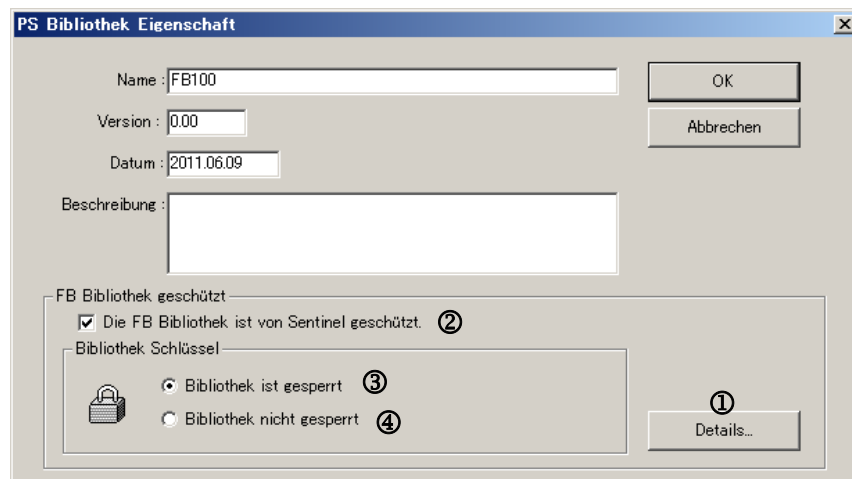 PS Bibliothek Eigenschaft
Name : FB100
OK
Version : 0.00
Abbrechen
Datum : 2011.06.09
Beschreibung :
FB Bibliothek geschützt
Die FB Bibliothek ist von Sentinel geschützt. ②
Bibliothek Schlüssel
Bibliothek ist gesperrt ③
①
Bibliothek nicht gesperrt ④
Details...